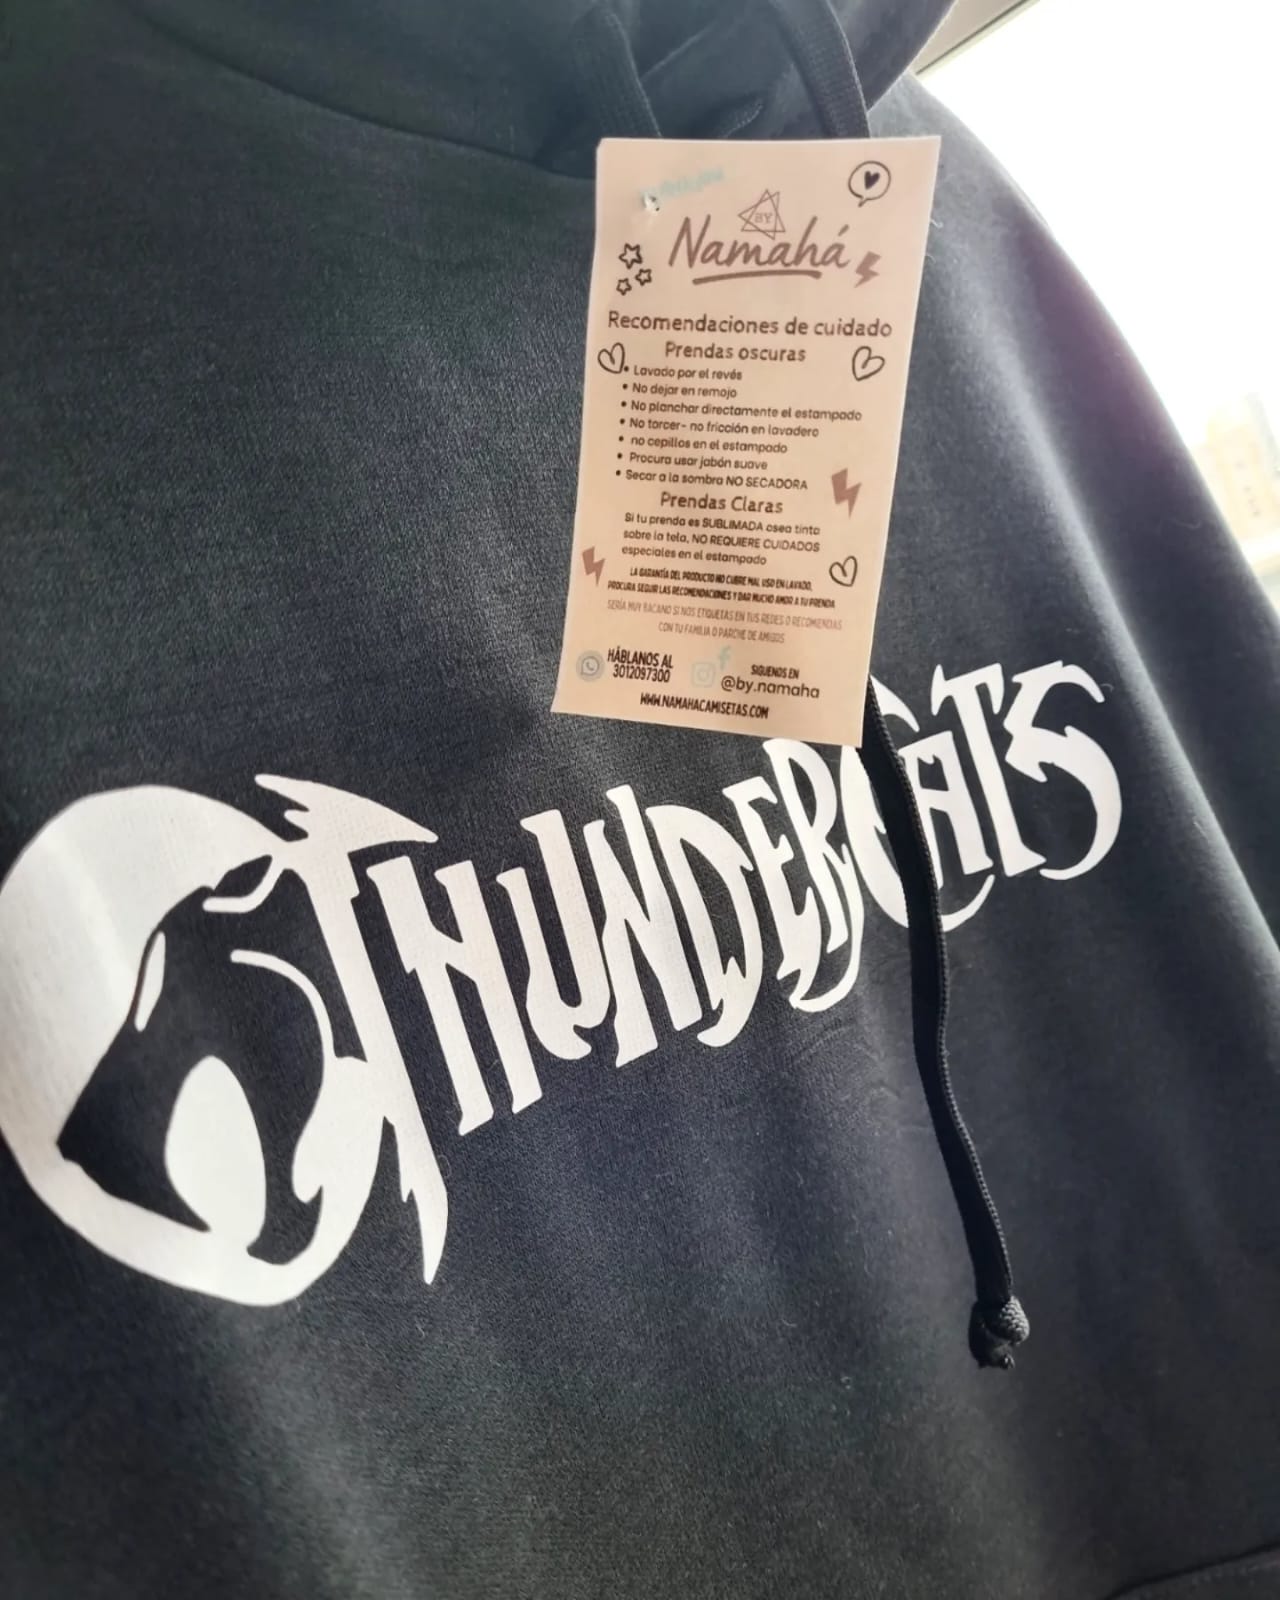 BY
Namahá
Recomendaciones de cuidado
Prendas oscuras
• Lavado por el revés
• No dejar en remojo
• No planchar directamente el estampado
• No torcer- no fricción en lavadero
• no cepillos en el estampado
• Procura usar jabón suave
• Secar a la sombra NO SECADORA
Prendas Claras
Si tu prenda es SUBLIMADA osea tinta
sobre la tela, NO REQUIERE CUIDADOS
especiales en el estampado
LA GARANTÍA DEL PRODUCTO NO CUBRE MAL USO EN LAVADO,
PROCURA SEGUIR LAS RECOMENDACIONES Y DAR MUCHO AMOR A TU PRENDA
SERÍA MUY BACANO SI NOS ETIQUETAS EN TUS REDES O RECOMIENDAS
CON TU FAMILIA O PARCHE DE AMIGOS
HÁBLANOS AL
3012097300
SIGUENOS EN
@by.namaha
WWW.NAMAHACAMISETAS.COM
THUNDERCATS